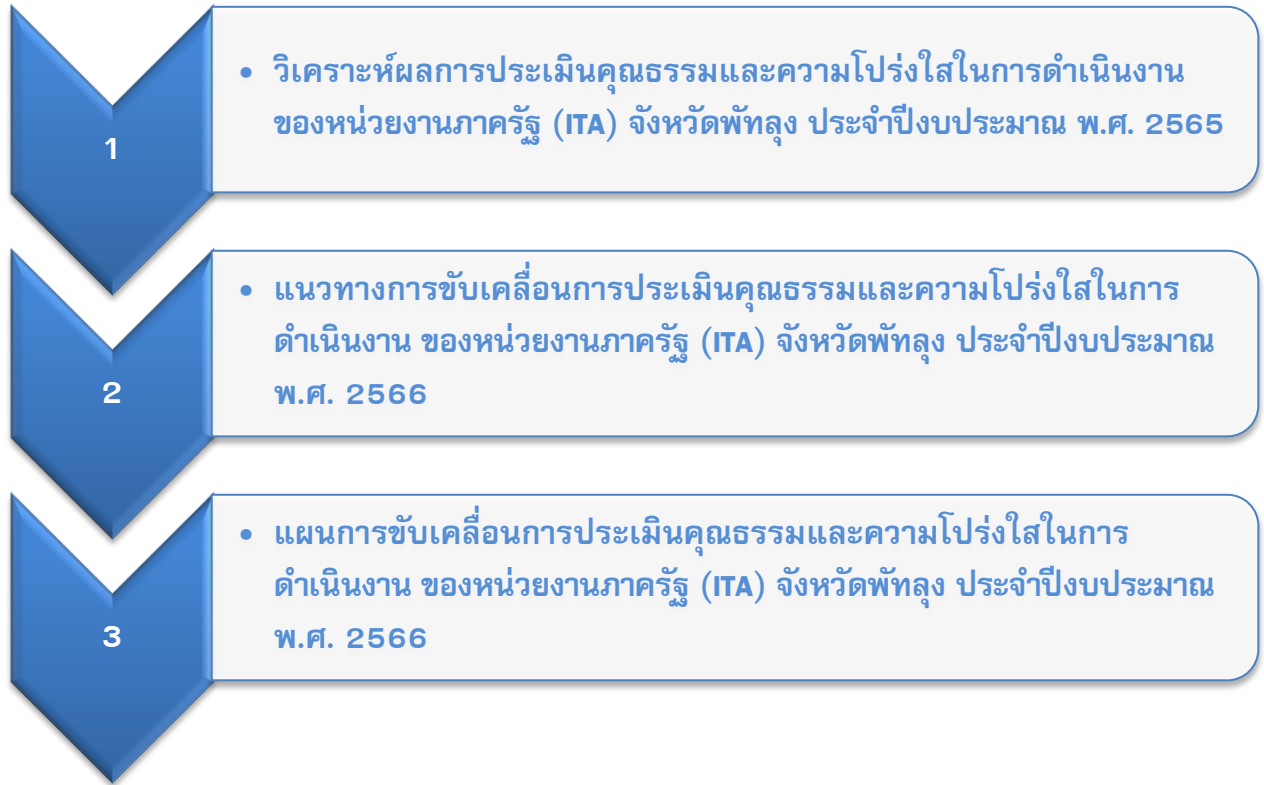 1
• วิเคราะห์ผลการประเมินคุณธรรมและความโปร่งใสในการดำเนินงาน
ของหน่วยงานภาครัฐ (ITA) จังหวัดพัทลุง ประจำปีงบประมาณ พ.ศ. 2565
2
• แนวทางการขับเคลื่อนการประเมินคุณธรรมและความโปร่งใสในการ
ดำเนินงาน ของหน่วยงานภาครัฐ (ITA) จังหวัดพัทลุง ประจำปีงบประมาณ
พ.ศ. 2566
3
• แผนการขับเคลื่อนการประเมินคุณธรรมและความโปร่งใสในการ
ดำเนินงาน ของหน่วยงานภาครัฐ (ITA) จังหวัดพัทลุง ประจำปีงบประมาณ
พ.ศ. 2566